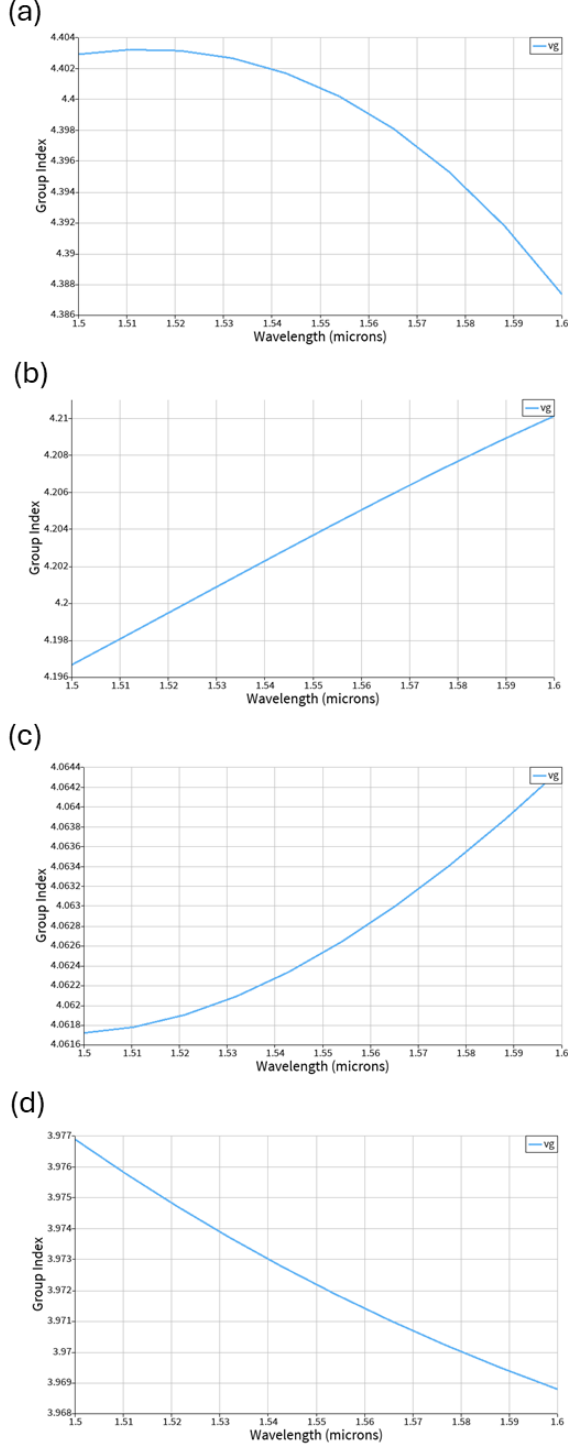 (a)
4.404
4.402
4.4
4.398
4.396
4.394
4.392
4.39
4.388
4.386
Group Index
vg
1.5 1.51 1.52 1.53 1.54 1.55 1.56 1.57 1.58 1.59 1.6
Wavelength (microns)
(b)
4.21
4.208
4.206
4.204
4.202
4.2
4.198
4.196
Group Index
vg
1.5 1.51 1.52 1.53 1.54 1.55 1.56 1.57 1.58 1.59 1.6
Wavelength (microns)
(c)
4.0644
4.0642
4.064
4.0638
4.0636
4.0634
4.0632
4.063
4.0628
4.0626
4.0624
4.0622
4.062
4.0618
4.0616
Group Index
vg
1.5 1.51 1.52 1.53 1.54 1.55 1.56 1.57 1.58 1.59 1.6
Wavelength (microns)
(d)
3.977
3.976
3.975
3.974
3.973
3.972
3.971
3.97
3.969
3.968
Group Index
vg
1.5 1.51 1.52 1.53 1.54 1.55 1.56 1.57 1.58 1.59 1.6
Wavelength (microns)